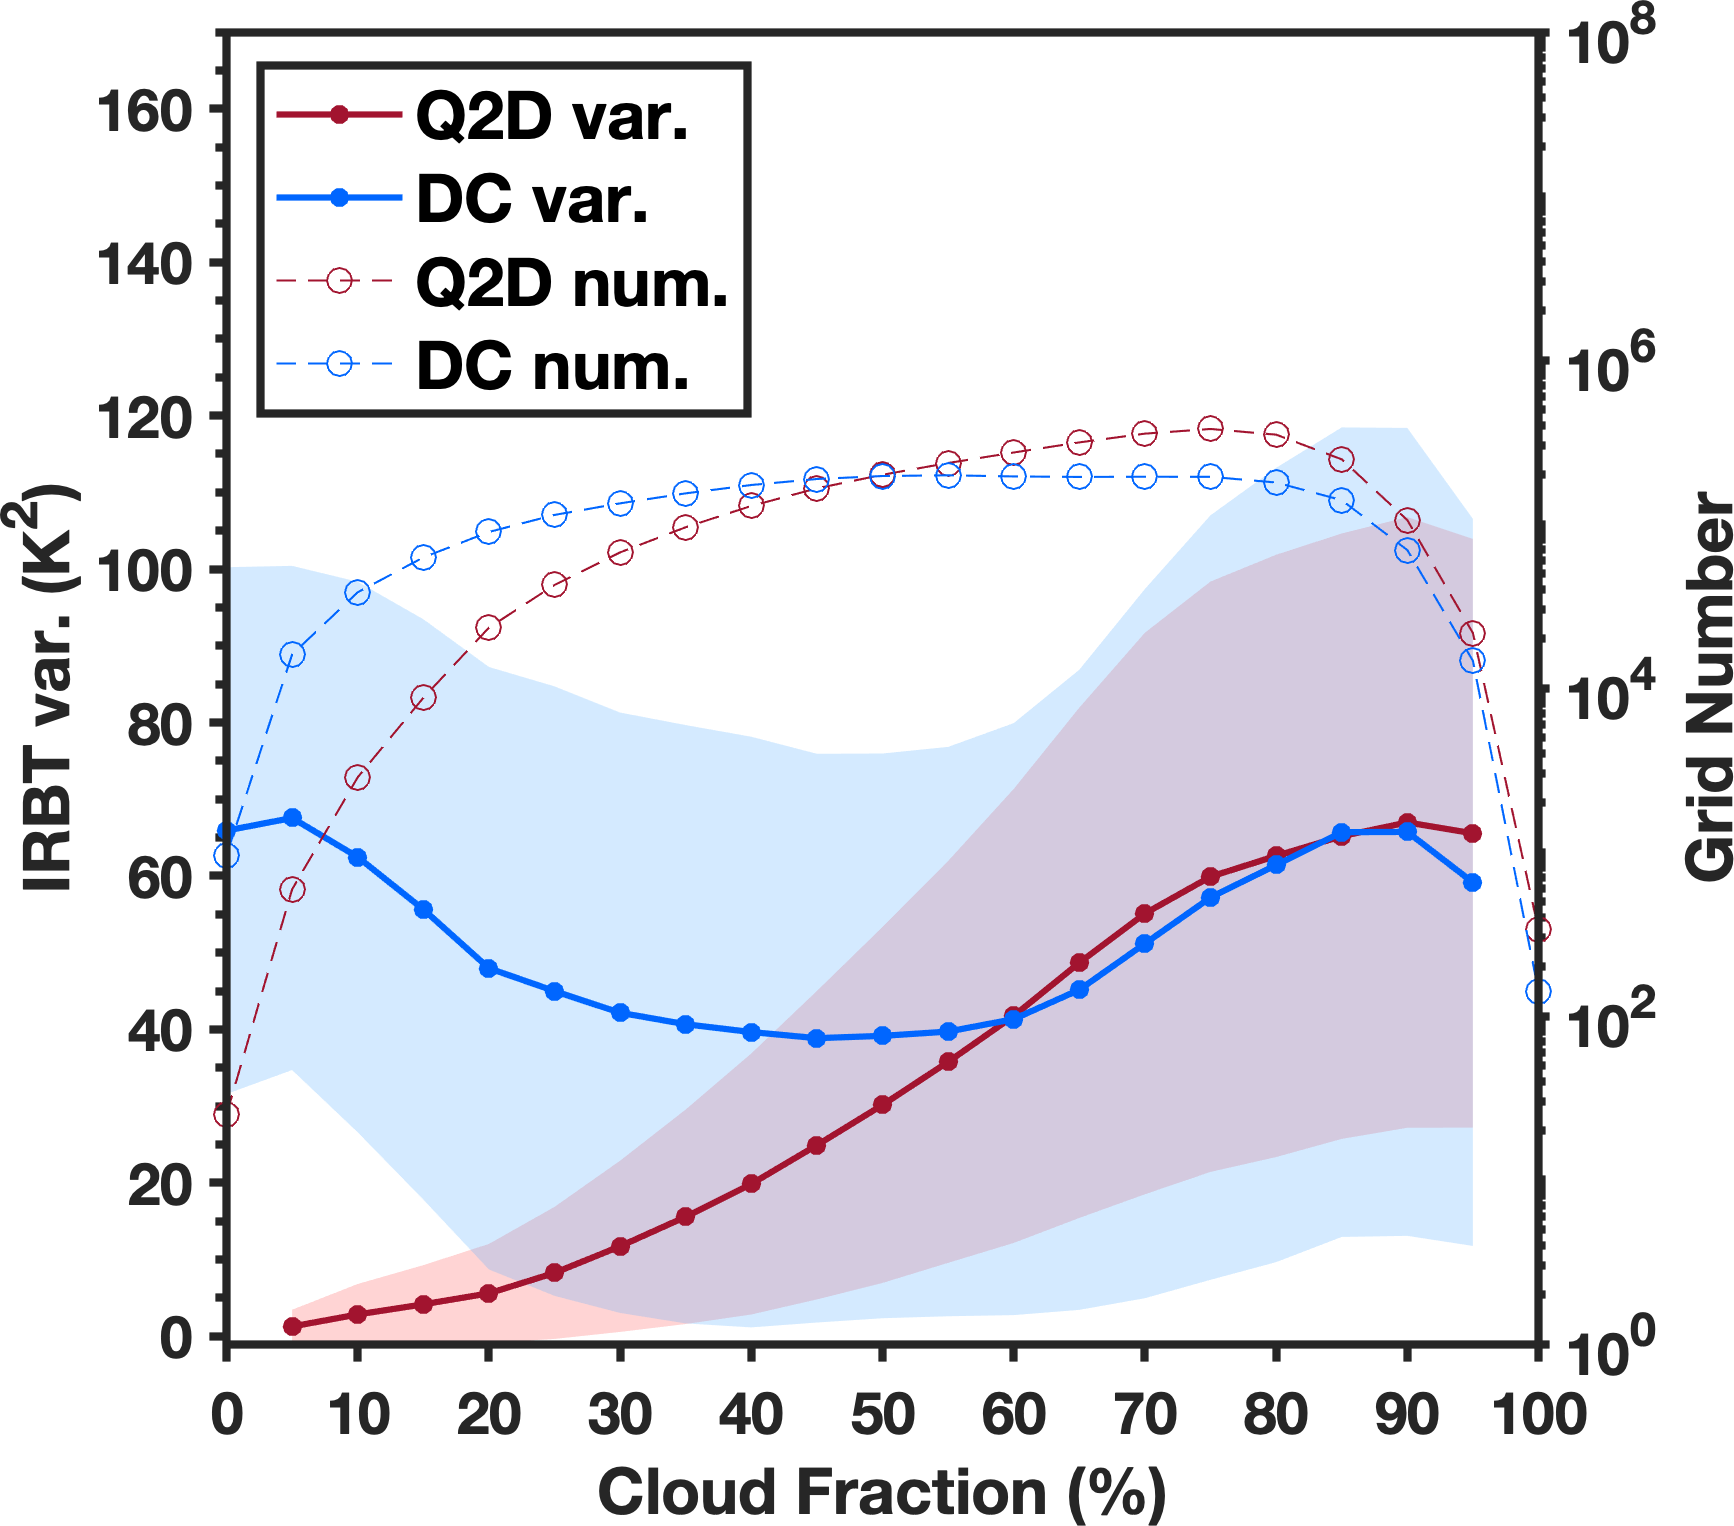 Q2D var.
DC var.
Q2D num.
DC num.
IRBT var. (K²)
160
140
120
100
80
60
40
20
0
10⁸
10⁶
10⁴
10²
10⁰
Grid Number
0 10 20 30 40 50 60 70 80 90 100
Cloud Fraction (%)